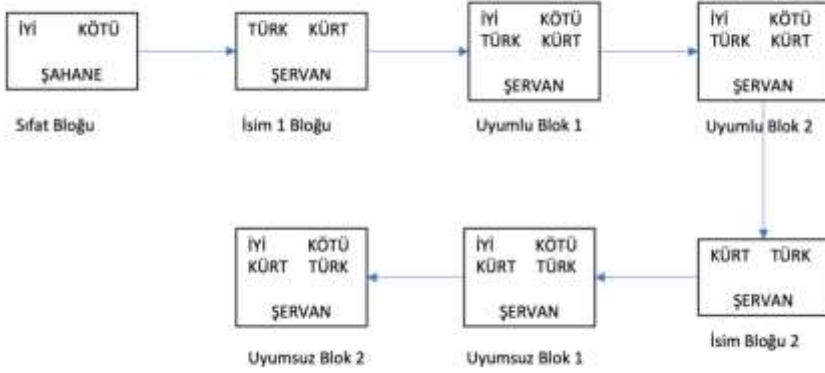 İYİ KÖTÜ
ŞAHANE
Sıfat Bloğu
TÜRK KÜRT
ŞERVAN
İsim 1 Bloğu
İYİ KÖTÜ
TÜRK KÜRT
ŞERVAN
Uyumlu Blok 1
İYİ KÖTÜ
TÜRK KÜRT
ŞERVAN
Uyumlu Blok 2
KÜRT TÜRK
ŞERVAN
İsim Bloğu 2
İYİ KÖTÜ
KÜRT TÜRK
ŞERVAN
Uyumsuz Blok 1
İYİ KÖTÜ
KÜRT TÜRK
ŞERVAN
Uyumsuz Blok 2